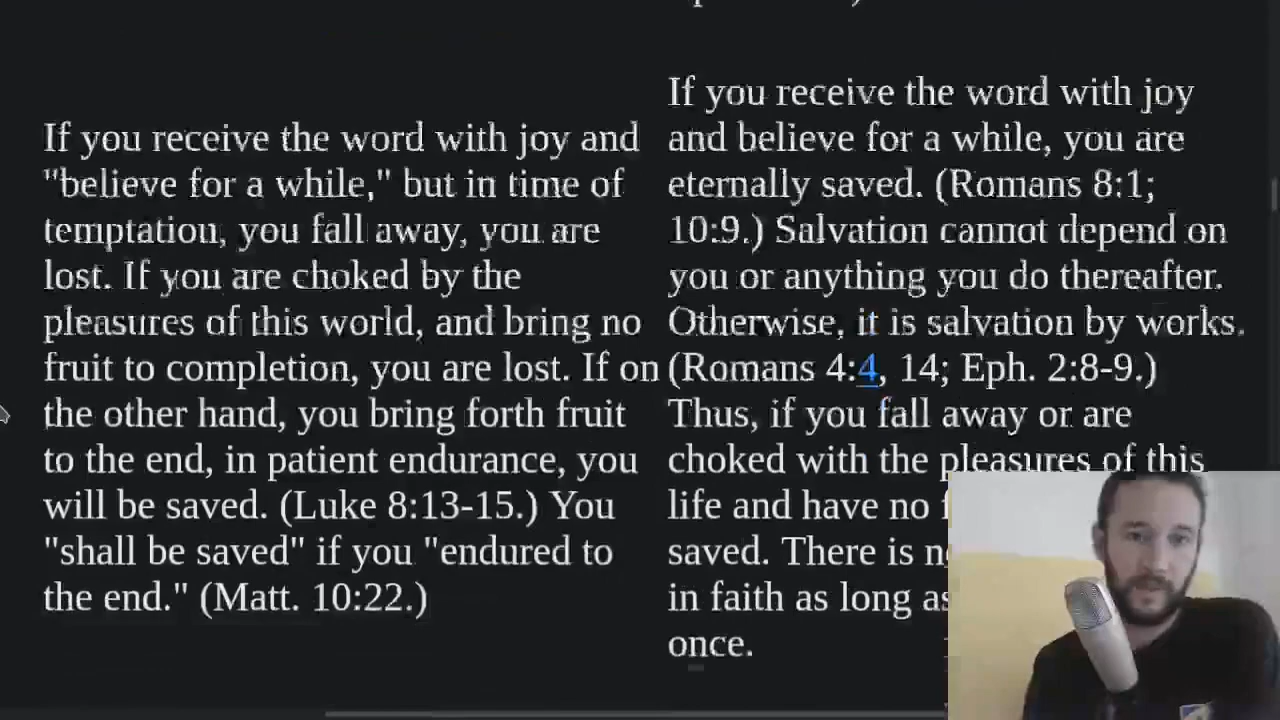 If you receive the word with joy and
"believe for a while," but in time of
temptation, you fall away, you are
lost. If you are choked by the
pleasures of this world, and bring no
fruit to completion, you are lost. If on
the other hand, you bring forth fruit
to the end, in patient endurance, you
will be saved. (Luke 8:13-15.) You
"shall be saved" if you "endured to
the end." (Matt. 10:22.)
If you receive the word with joy
and believe for a while, you are
eternally saved. (Romans 8:1;
10:9.) Salvation cannot depend on
you or anything you do thereafter.
Otherwise, it is salvation by works.
(Romans 4:4, 14; Eph. 2:8-9.)
Thus, if you fall away or are
choked with the pleasures of this
life and have no
saved. There is
in faith as long as
once.